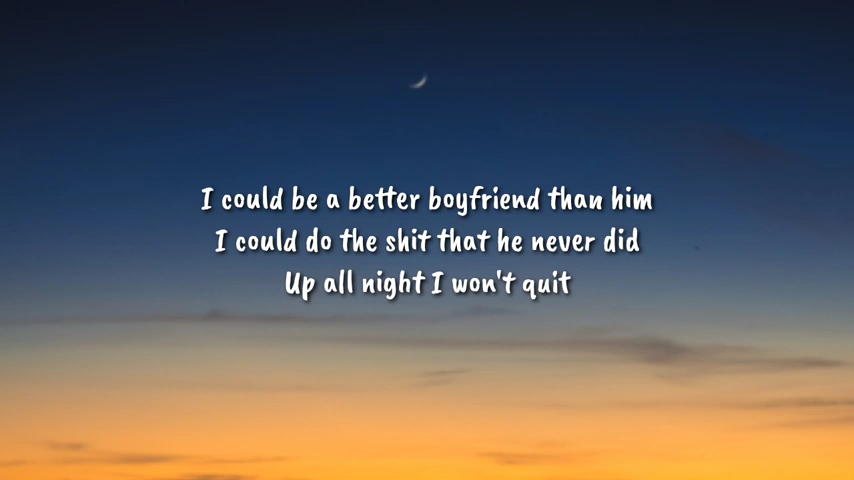 I could be a better boyfriend than him
I could do the shit that he never did
Up all night I won't quit